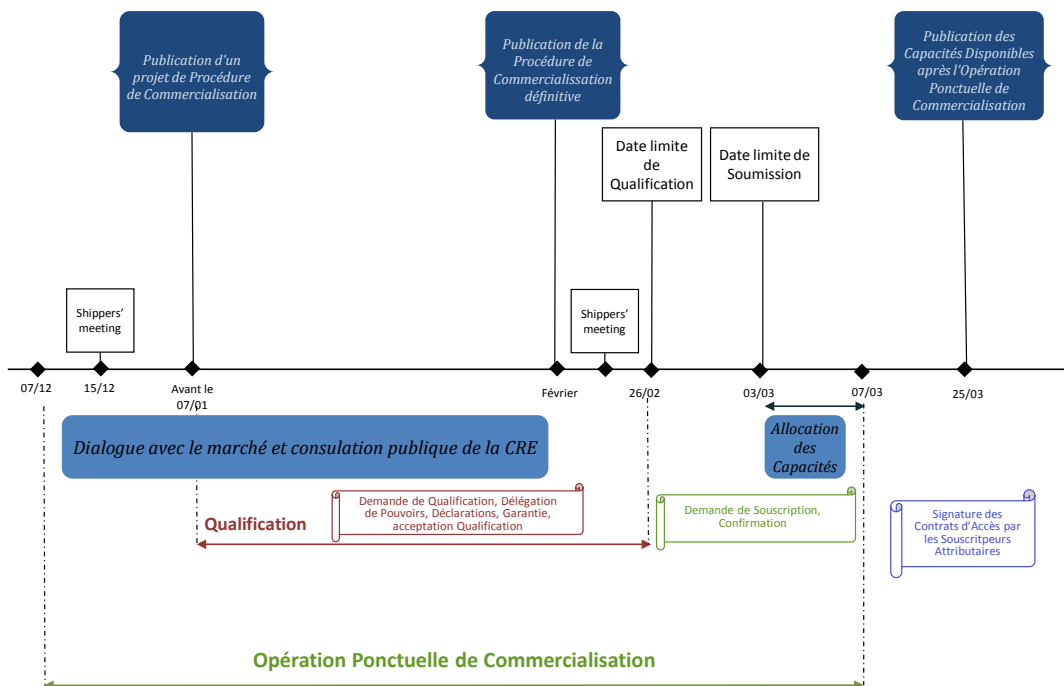 Publication d'un
projet de Procédure
de Commercialisation
Publication de la
Procédure de
Commercialissation
définitive
Publication des
Capacités Disponibles
après l'Opération
Ponctuelle de
Commercialisation
Date limite
de
Qualification
Date limite de
Soumission
Shippers'
meeting
Shippers'
meeting
07/12
15/12
Avant le
07/01
Février
26/02
03/03
07/03
25/03
Dialogue avec le marché et consulation publique de la CRE
Allocation
des
Capacités
Qualification
Demande de Qualification, Délégation
de Pouvoirs, Déclarations, Garantie,
acceptation Qualification
Demande de Souscription,
Confirmation
Signature des
Contrats d'Accès par
les Souscritpeurs
Attributaires
Opération Ponctuelle de Commercialisation